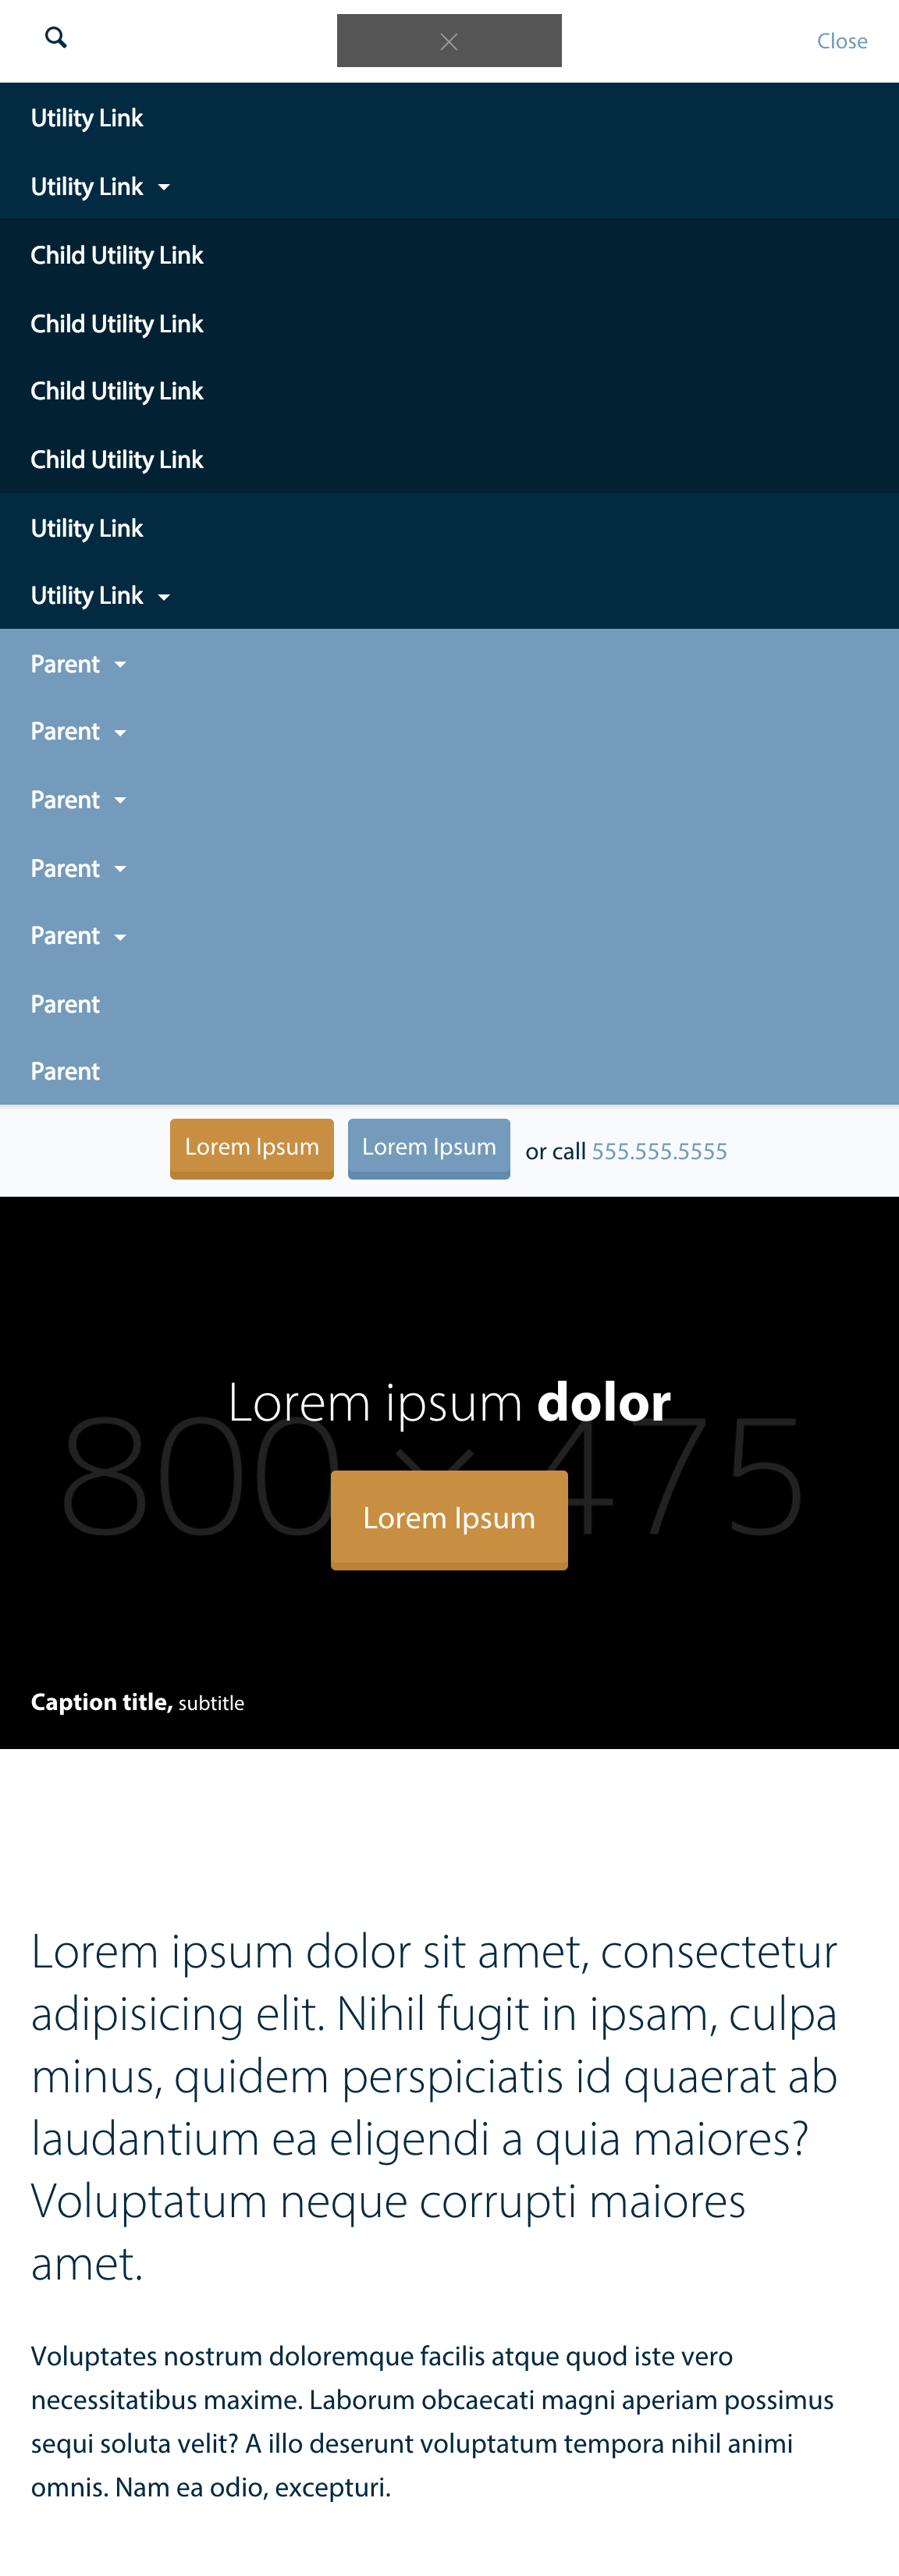 Close
Utility Link
Utility Link
Child Utility Link
Child Utility Link
Child Utility Link
Child Utility Link
Utility Link
Utility Link
Parent
Parent
Parent
Parent
Parent
Parent
Parent
Lorem Ipsum Lorem Ipsum or call 555.555.5555
Lorem ipsum dolor
800 × 475
Lorem Ipsum
Caption title, subtitle
Lorem ipsum dolor sit amet, consectetur
adipisicing elit. Nihil fugit in ipsam, culpa
minus, quidem perspiciatis id quaerat ab
laudantium ea eligendi a quia maiores?
Voluptatum neque corrupti maiores
amet.
Voluptates nostrum doloremque facilis atque quod iste vero
necessitatibus maxime. Laborum obcaecati magni aperiam possimus
sequi soluta velit? A illo deserunt voluptatum tempora nihil animi
omnis. Nam ea odio, excepturi.